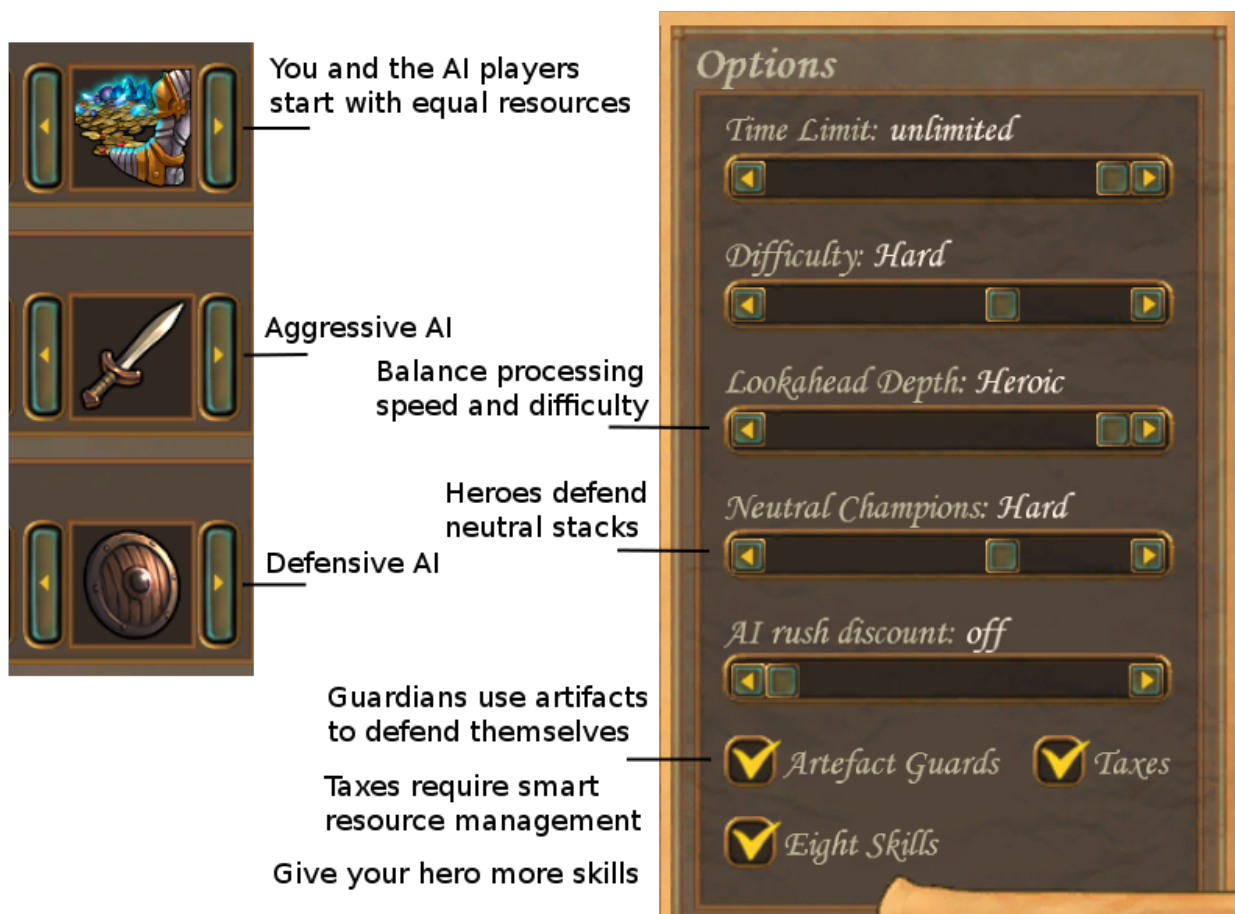 You and the AI players
start with equal resources
Aggressive AI
Balance processing
speed and difficulty
Heroes defend
neutral stacks
Defensive AI
Guardians use artifacts
to defend themselves
Taxes require smart
resource management
Give your hero more skills
Options
Time Limit: unlimited
Difficulty: Hard
Lookahead Depth: Heroic
Neutral Champions: Hard
AI rush discount: off
Artefact Guards
Taxes
Eight Skills